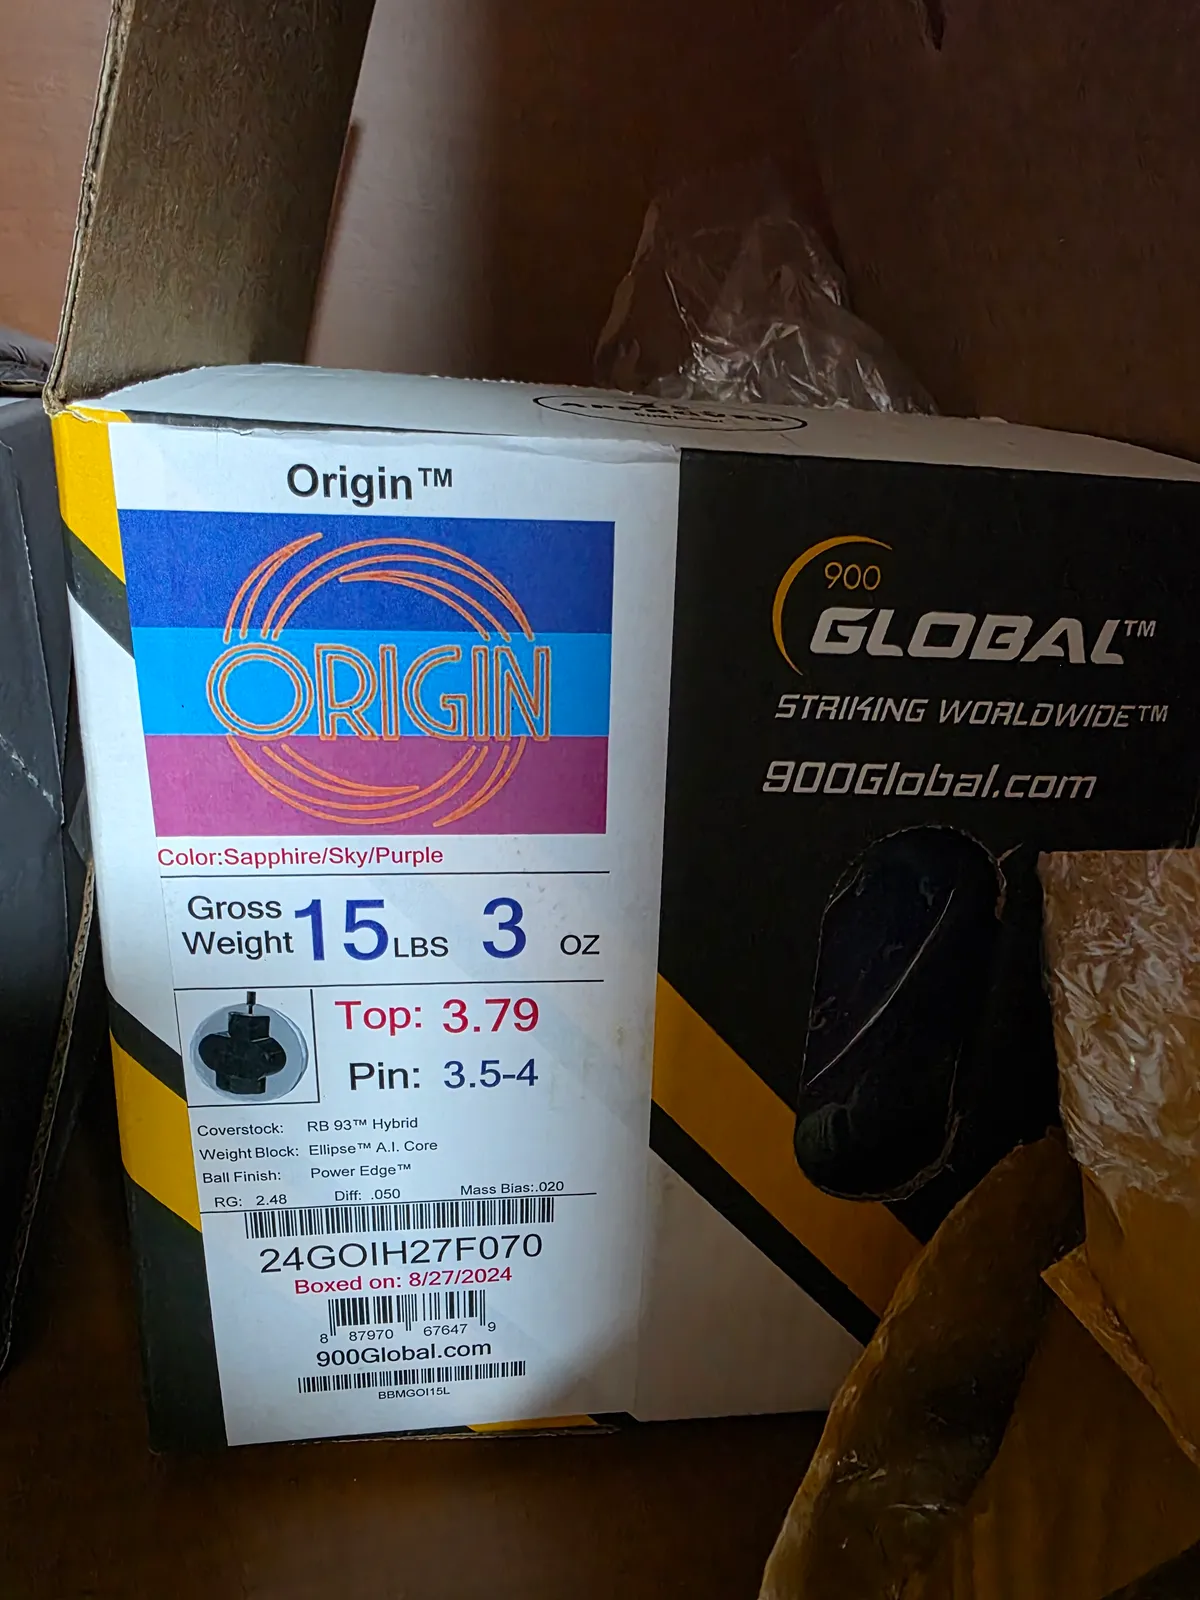 Origin™
ORIGIN
Color:Sapphire/Sky/Purple
Gross
Weight 15 LBS 3 OZ
Top: 3.79
Pin: 3.5-4
Coverstock: RB 93™ Hybrid
Weight Block: Ellipse™ A.I. Core
Ball Finish: Power Edge™
RG: 2.48 Diff: .050 Mass Bias:.020
24GOIH27F070
Boxed on: 8/27/2024
8 87970 67647 9
900Global.com
BBMGOI15L
900
GLOBAL™
STRIKING WORLDWIDE™
900Global.com